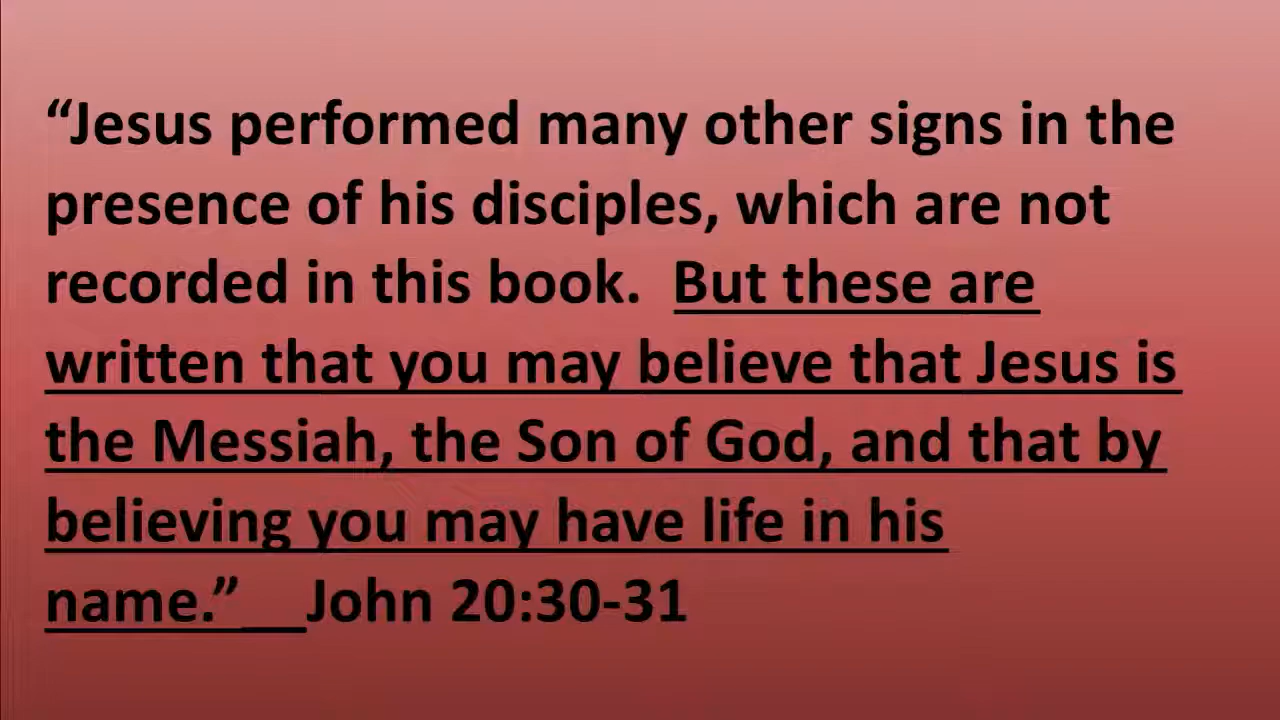 “Jesus performed many other signs in the
presence of his disciples, which are not
recorded in this book.  But these are
written that you may believe that Jesus is
the Messiah, the Son of God, and that by
believing you may have life in his
name.”   John 20:30-31